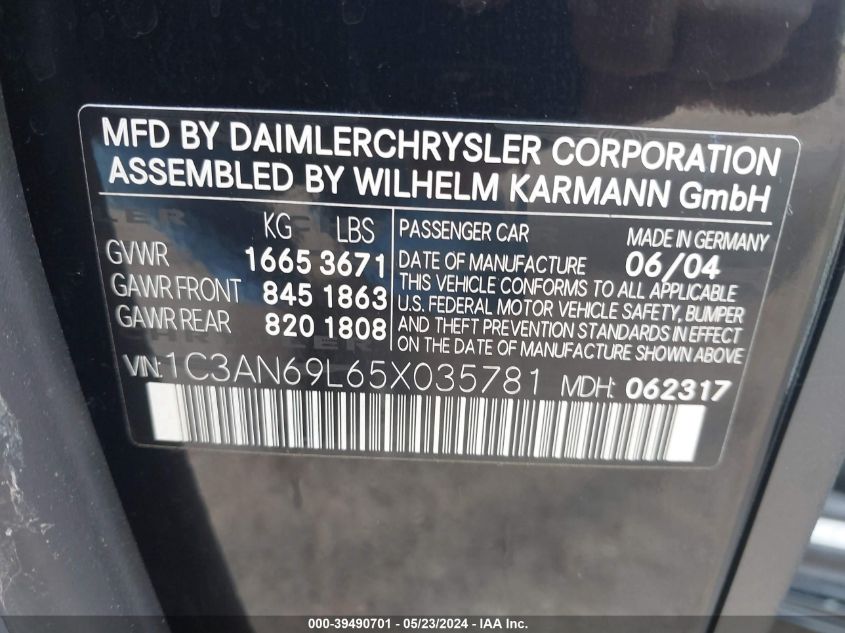 MFD BY DAIMLERCHRYSLER CORPORATION
ASSEMBLED BY WILHELM KARMANN GmbH
KG LBS
GVWR 1665 3671
GAWR FRONT 845 1863
GAWR REAR 820 1808
PASSENGER CAR MADE IN GERMANY
DATE OF MANUFACTURE 06/04
THIS VEHICLE CONFORMS TO ALL APPLICABLE
U.S. FEDERAL MOTOR VEHICLE SAFETY, BUMPER
AND THEFT PREVENTION STANDARDS IN EFFECT
ON THE DATE OF MANUFACTURE SHOWN ABOVE
VIN: 1C3AN69L65X035781 MDH: 062317
000-39490701 - 05/23/2024 - IAA Inc.